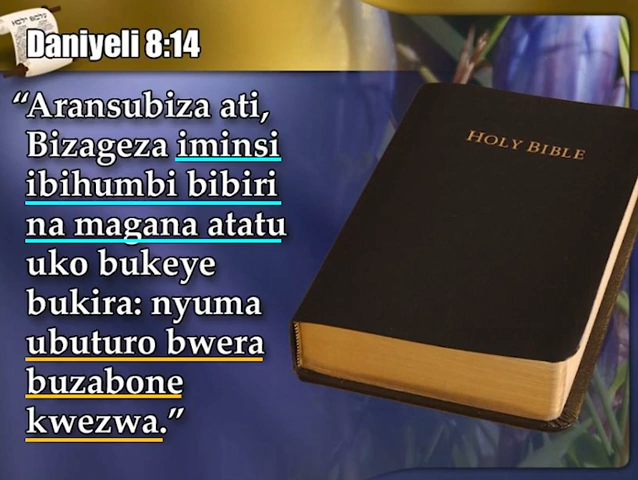 Daniyeli 8:14
“Aransubiza ati,
Bizageza iminsi
ibihumbi bibiri
na magana atatu
uko bukeye
bukira: nyuma
ubuturo bwera
buzabone
kwezwa.”
HOLY BIBLE